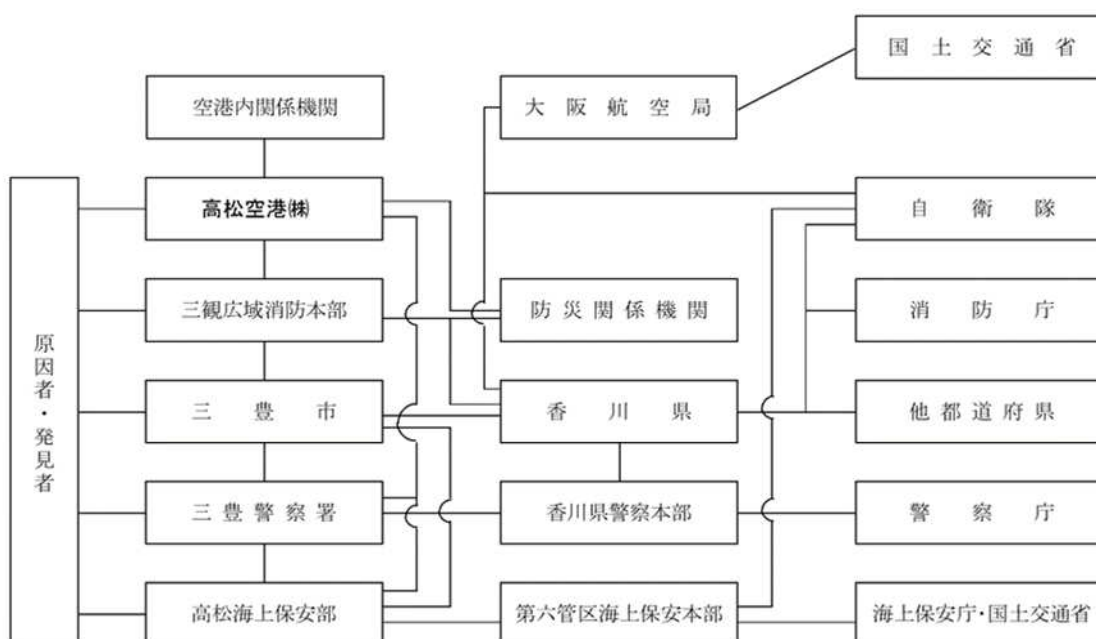 国土交通省
空港内関係機関
大阪航空局
高松空港㈱
自衛隊
三観広域消防本部
防災関係機関
消防庁
原因者・発見者
三豊市
香川県
他都道府県
三豊警察署
香川県警察本部
警察庁
高松海上保安部
第六管区海上保安本部
海上保安庁・国土交通省